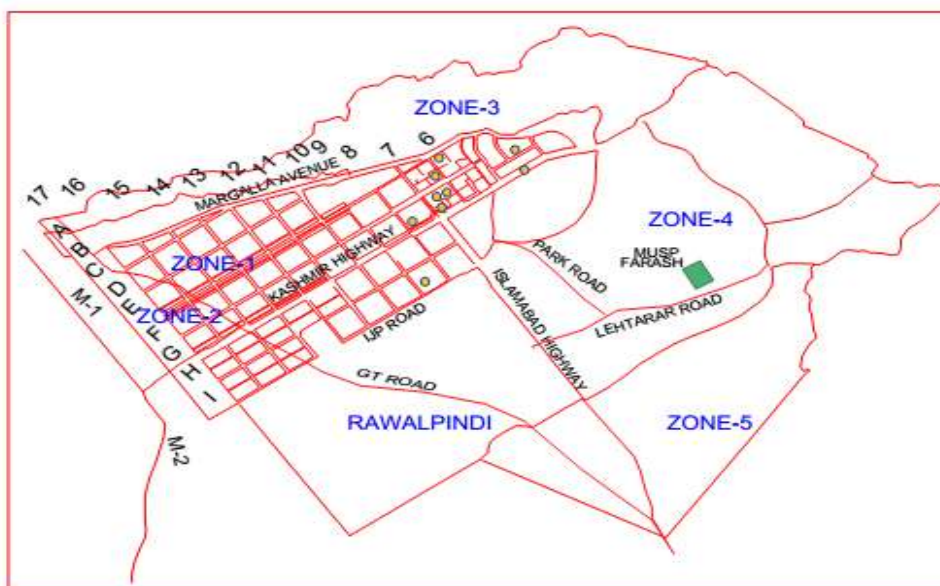 ZONE-3
6
7
8
9
10
11
12
13
14
15
16
17
MARGALLA AVENUE
A
B
C
D
E
F
G
H
I
ZONE-1
KASHMIR HIGHWAY
ZONE-2
M-1
ZONE-4
MUSP
FARASH
PARK ROAD
ISLAMABAD HIGHWAY
LEHTARAR ROAD
IJP ROAD
GT ROAD
RAWALPINDI
ZONE-5
M-2